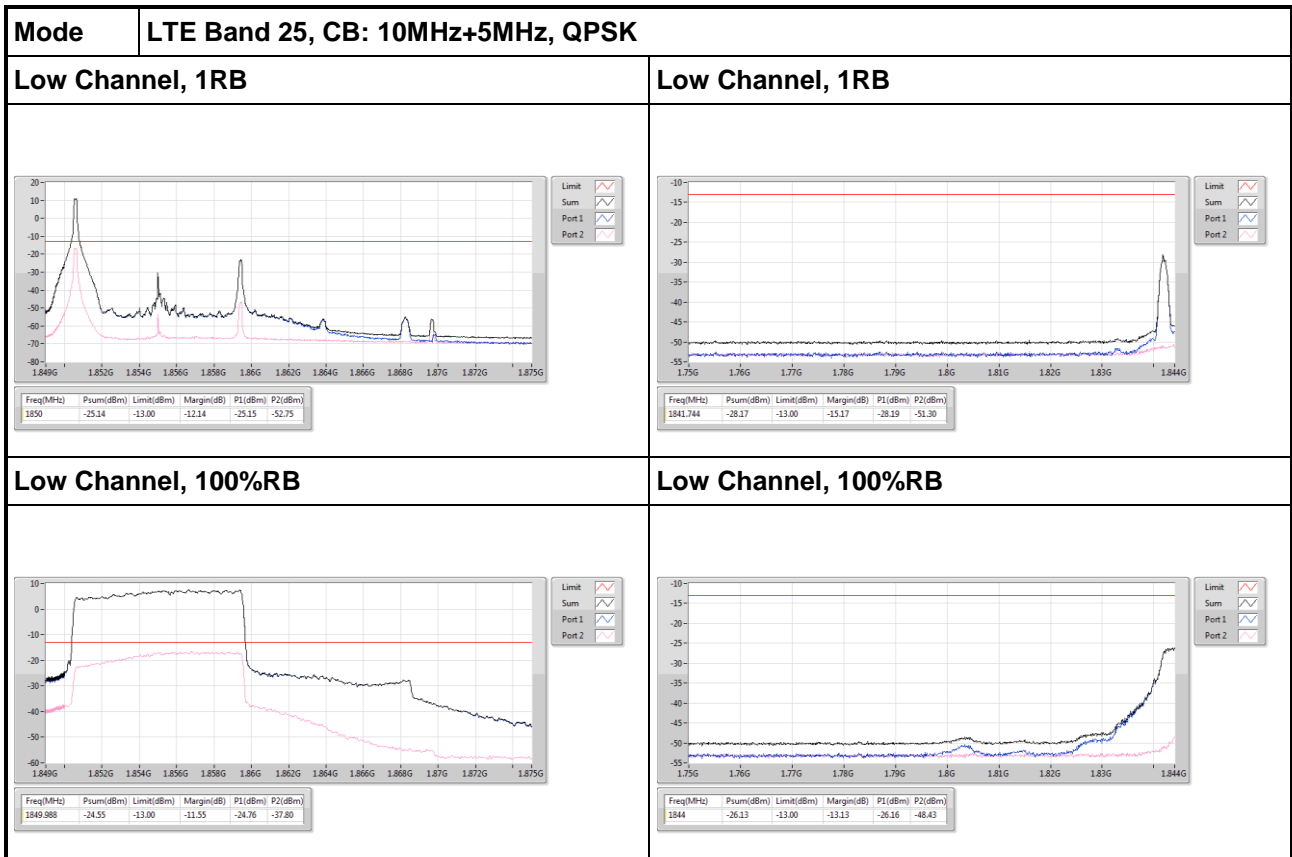 Mode LTE Band 25, CB: 10MHz+5MHz, QPSK
Low Channel, 1RB
Low Channel, 1RB
20
10
0
-10
-20
-30
-40
-50
-60
-70
-80
1.849G 1.852G 1.854G 1.856G 1.858G 1.86G 1.862G 1.864G 1.866G 1.868G 1.87G 1.872G 1.875G
Limit
Sum
Port 1
Port 2
Freq(MHz) Psum(dBm) Limit(dBm) Margin(dB) P1(dBm) P2(dBm)
1850 -25.14 -13.00 -12.14 -25.15 -52.75
-10
-15
-20
-25
-30
-35
-40
-45
-50
-55
1.75G 1.76G 1.77G 1.78G 1.79G 1.8G 1.81G 1.82G 1.83G 1.844G
Limit
Sum
Port 1
Port 2
Freq(MHz) Psum(dBm) Limit(dBm) Margin(dB) P1(dBm) P2(dBm)
1841.744 -28.17 -13.00 -15.17 -28.19 -51.30
Low Channel, 100%RB
Low Channel, 100%RB
10
0
-10
-20
-30
-40
-50
-60
1.849G 1.852G 1.854G 1.856G 1.858G 1.86G 1.862G 1.864G 1.866G 1.868G 1.87G 1.872G 1.875G
Limit
Sum
Port 1
Port 2
Freq(MHz) Psum(dBm) Limit(dBm) Margin(dB) P1(dBm) P2(dBm)
1849.988 -24.55 -13.00 -11.55 -24.76 -37.80
-10
-15
-20
-25
-30
-35
-40
-45
-50
-55
1.75G 1.76G 1.77G 1.78G 1.79G 1.8G 1.81G 1.82G 1.83G 1.844G
Limit
Sum
Port 1
Port 2
Freq(MHz) Psum(dBm) Limit(dBm) Margin(dB) P1(dBm) P2(dBm)
1844 -26.13 -13.00 -13.13 -26.16 -48.43